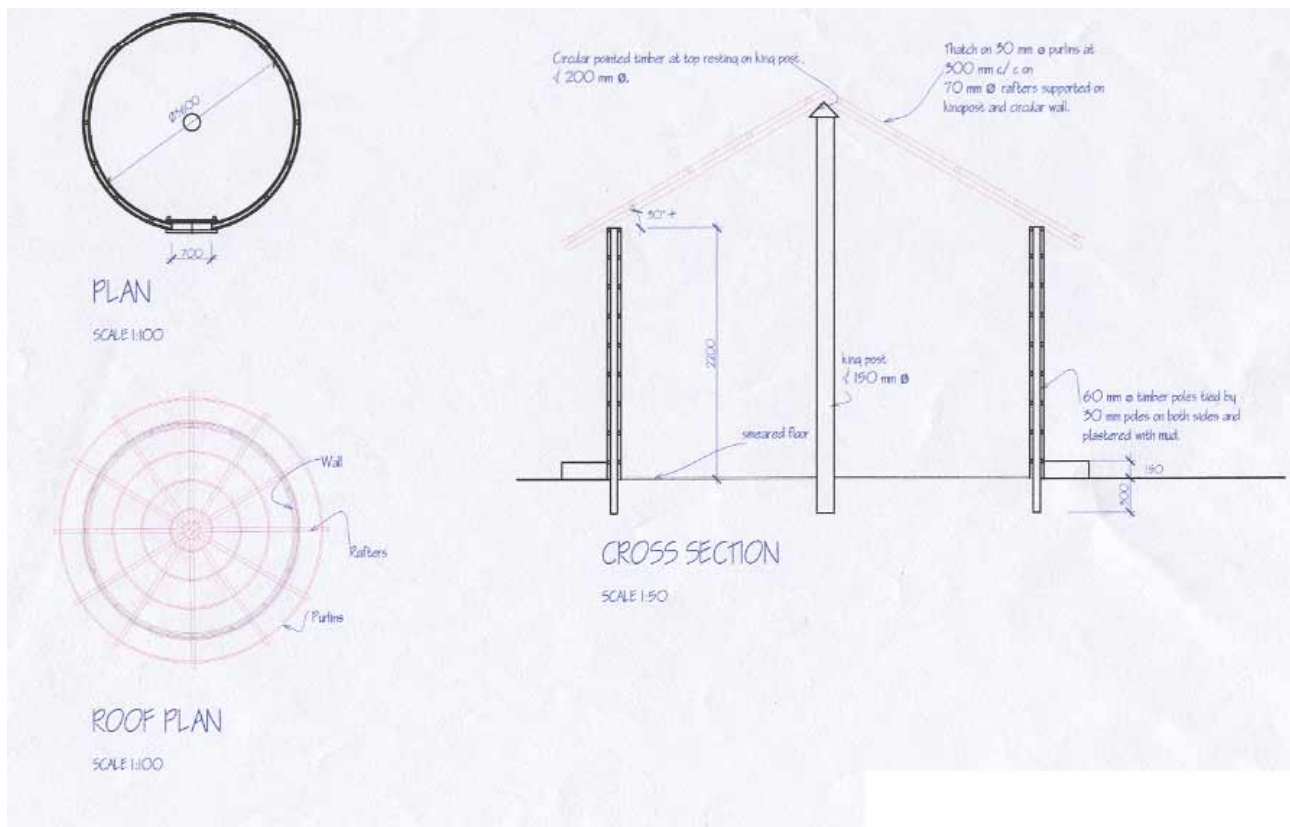 Ø3600
700
PLAN
SCALE 1:100
Wall
Rafters
Purlins
ROOF PLAN
SCALE 1:100
Circular pointed timber at top resting on king post.
< 200 mm Ø.
Thatch on 30 mm ø purlins at
300 mm c/ c on
70 mm Ø rafters supported on
kingpost and circular wall.
30° ±
2200
king post
< 150 mm Ø
smeared floor
60 mm ø timber poles tied by
30 mm poles on both sides and
plastered with mud.
150
300
CROSS SECTION
SCALE 1:50